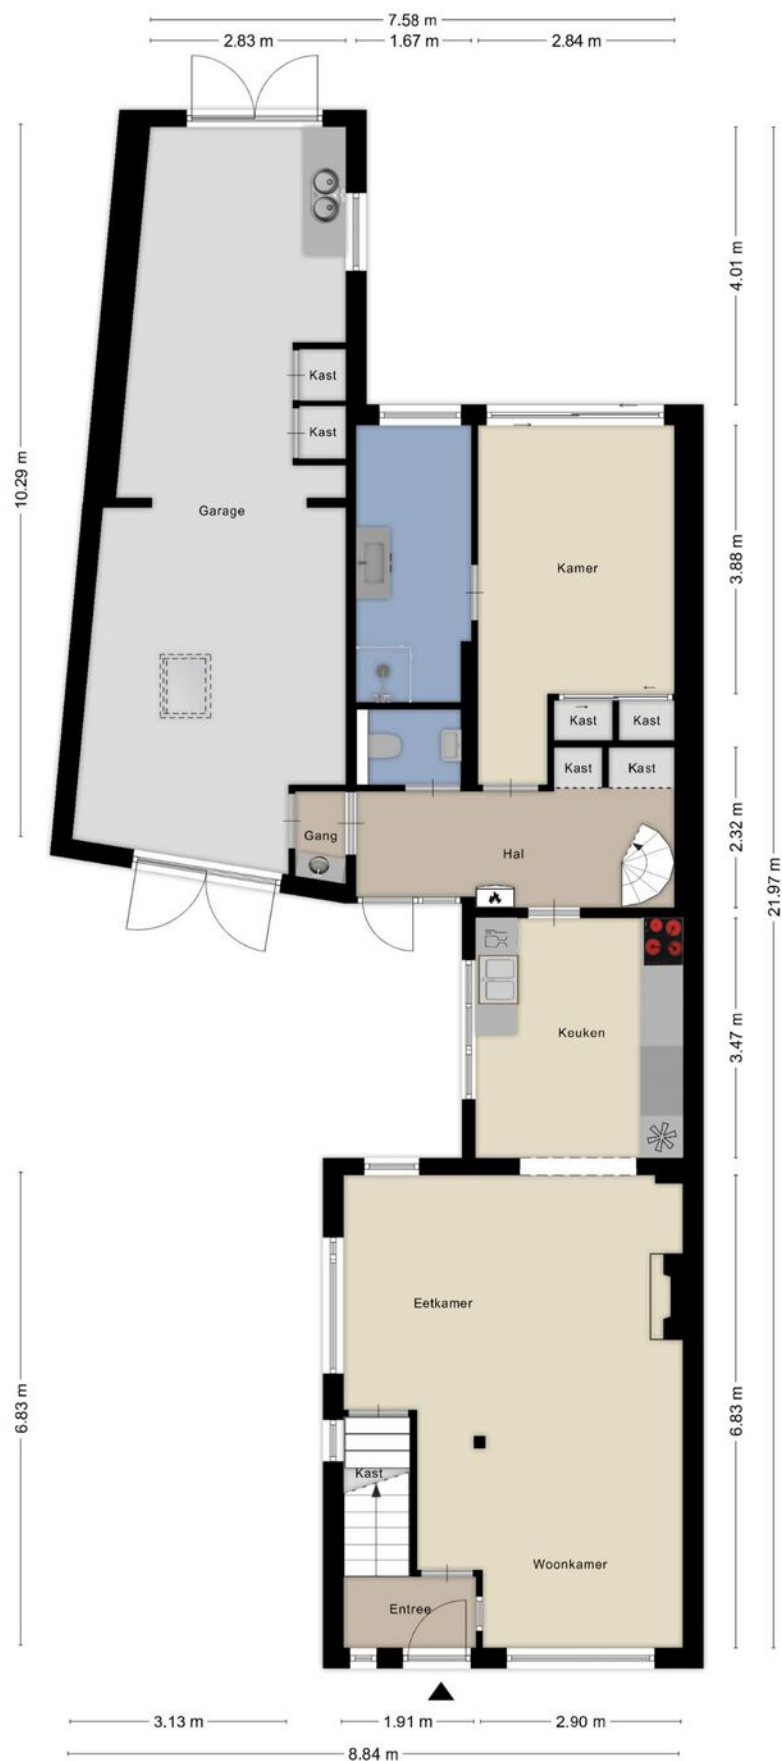 7.58 m
2.83 m
1.67 m
2.84 m
4.01 m
Kast
Kast
10.29 m
Garage
3.88 m
Kamer
Kast
Kast
Kast
Kast
Gang
Hal
2.32 m
21.97 m
Keuken
3.47 m
Eetkamer
6.83 m
6.83 m
Kast
Woonkamer
Entree
3.13 m
1.91 m
2.90 m
8.84 m